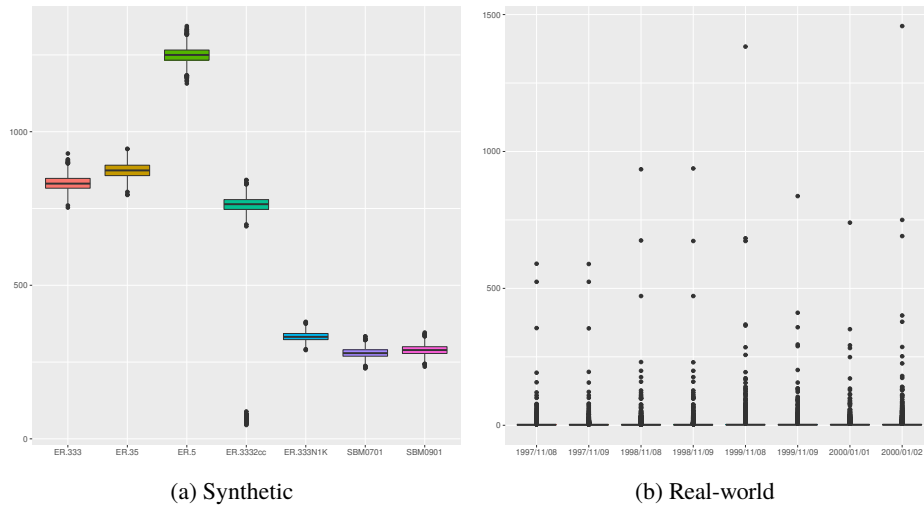 1000
500
0
ER.333 ER.35 ER.5 ER.3332cc ER.333N1K SBM0701 SBM0901
(a) Synthetic
1500
1000
500
0
1997/11/08 1997/11/09 1998/11/08 1998/11/09 1999/11/08 1999/11/09 2000/01/01 2000/01/02
(b) Real-world